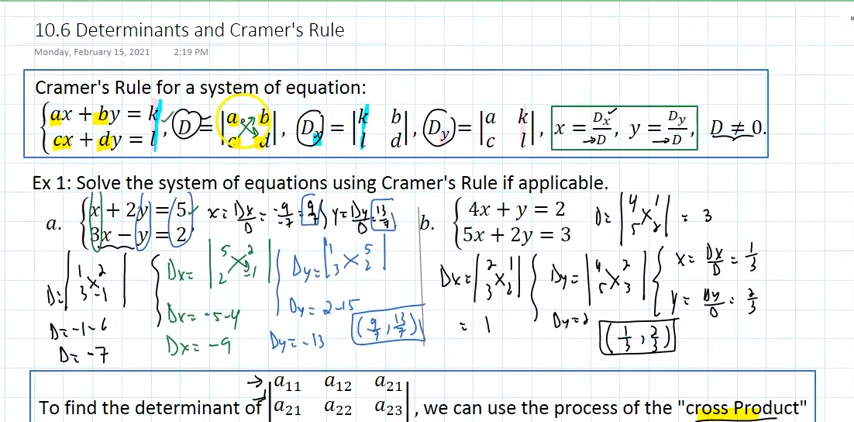 10.6 Determinants and Cramer's Rule
Monday, February 15, 2021 2:19 PM
Cramer's Rule for a system of equation:
{ax + by = k, cx + dy = l, D = |a b; c d|, Dx = |k b; l d|, Dy = |a k; c l|, x = Dx/D, y = Dy/D, D ≠ 0.
Ex 1: Solve the system of equations using Cramer's Rule if applicable.
a. {x + 2y = 5, 3x − y = 2
x = Dx/D = -9/-7 = 9/7 y = Dy/D = 13/7
D = |1 2; 3 -1|
D = -1-6
D = -7
Dx = |5 2; 2 -1|
Dx = -5-4
Dx = -9
Dy = |1 5; 3 2|
Dy = 2-15
Dy = -13
(9/7, 13/7)
b. {4x + y = 2, 5x + 2y = 3
D = |4 1; 5 2| = 3
Dx = |2 1; 3 2|
= 1
Dy = |4 2; 5 3|
Dy = 2
x = Dx/D = 1/3
y = Dy/D = 2/3
(1/3, 2/3)
→ a11 a12 a21
To find the determinant of |a21 a22 a23|, we can use the process of the "cross Product"